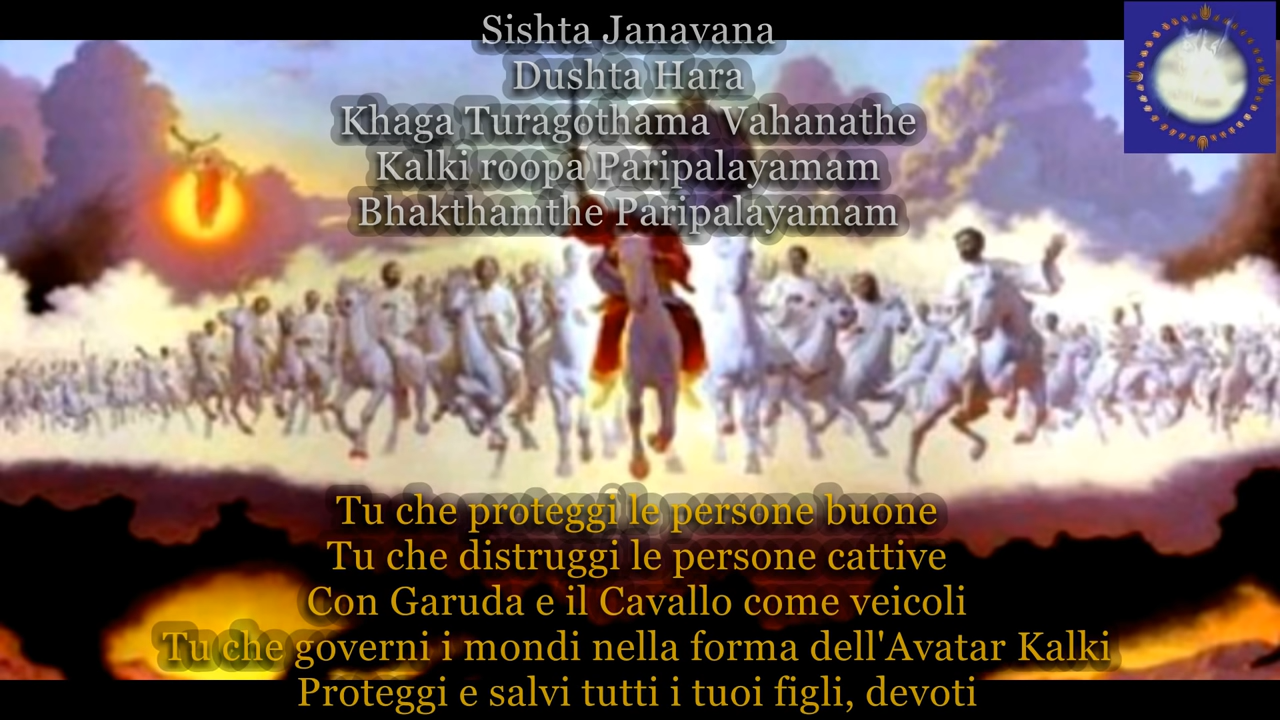 Sishta Janavana
Dushta Hara
Khaga Turagothama Vahanathe
Kalki roopa Paripalayamam
Bhakthamthe Paripalayamam
Tu che proteggi le persone buone
Tu che distruggi le persone cattive
Con Garuda e il Cavallo come veicoli
Tu che governi i mondi nella forma dell'Avatar Kalki
Proteggi e salvi tutti i tuoi figli, devoti